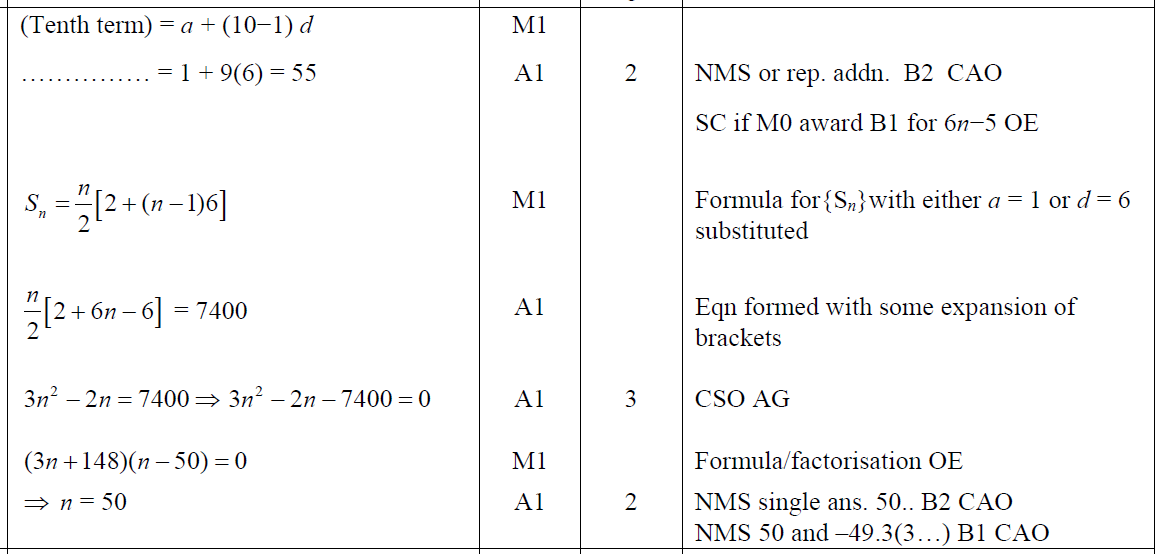 (Tenth term) = a + (10−1) d M1
…………… = 1 + 9(6) = 55 A1 2 NMS or rep. addn. B2 CAO
SC if M0 award B1 for 6n−5 OE
Sₙ = n/2 [2 + (n − 1)6] M1 Formula for{Sₙ}with either a = 1 or d = 6
substituted
n/2 [2 + 6n − 6] = 7400 A1 Eqn formed with some expansion of
brackets
3n² − 2n = 7400 ⇒ 3n² − 2n − 7400 = 0 A1 3 CSO AG
(3n + 148)(n − 50) = 0 M1 Formula/factorisation OE
⇒ n = 50 A1 2 NMS single ans. 50.. B2 CAO
NMS 50 and −49.3(3…) B1 CAO